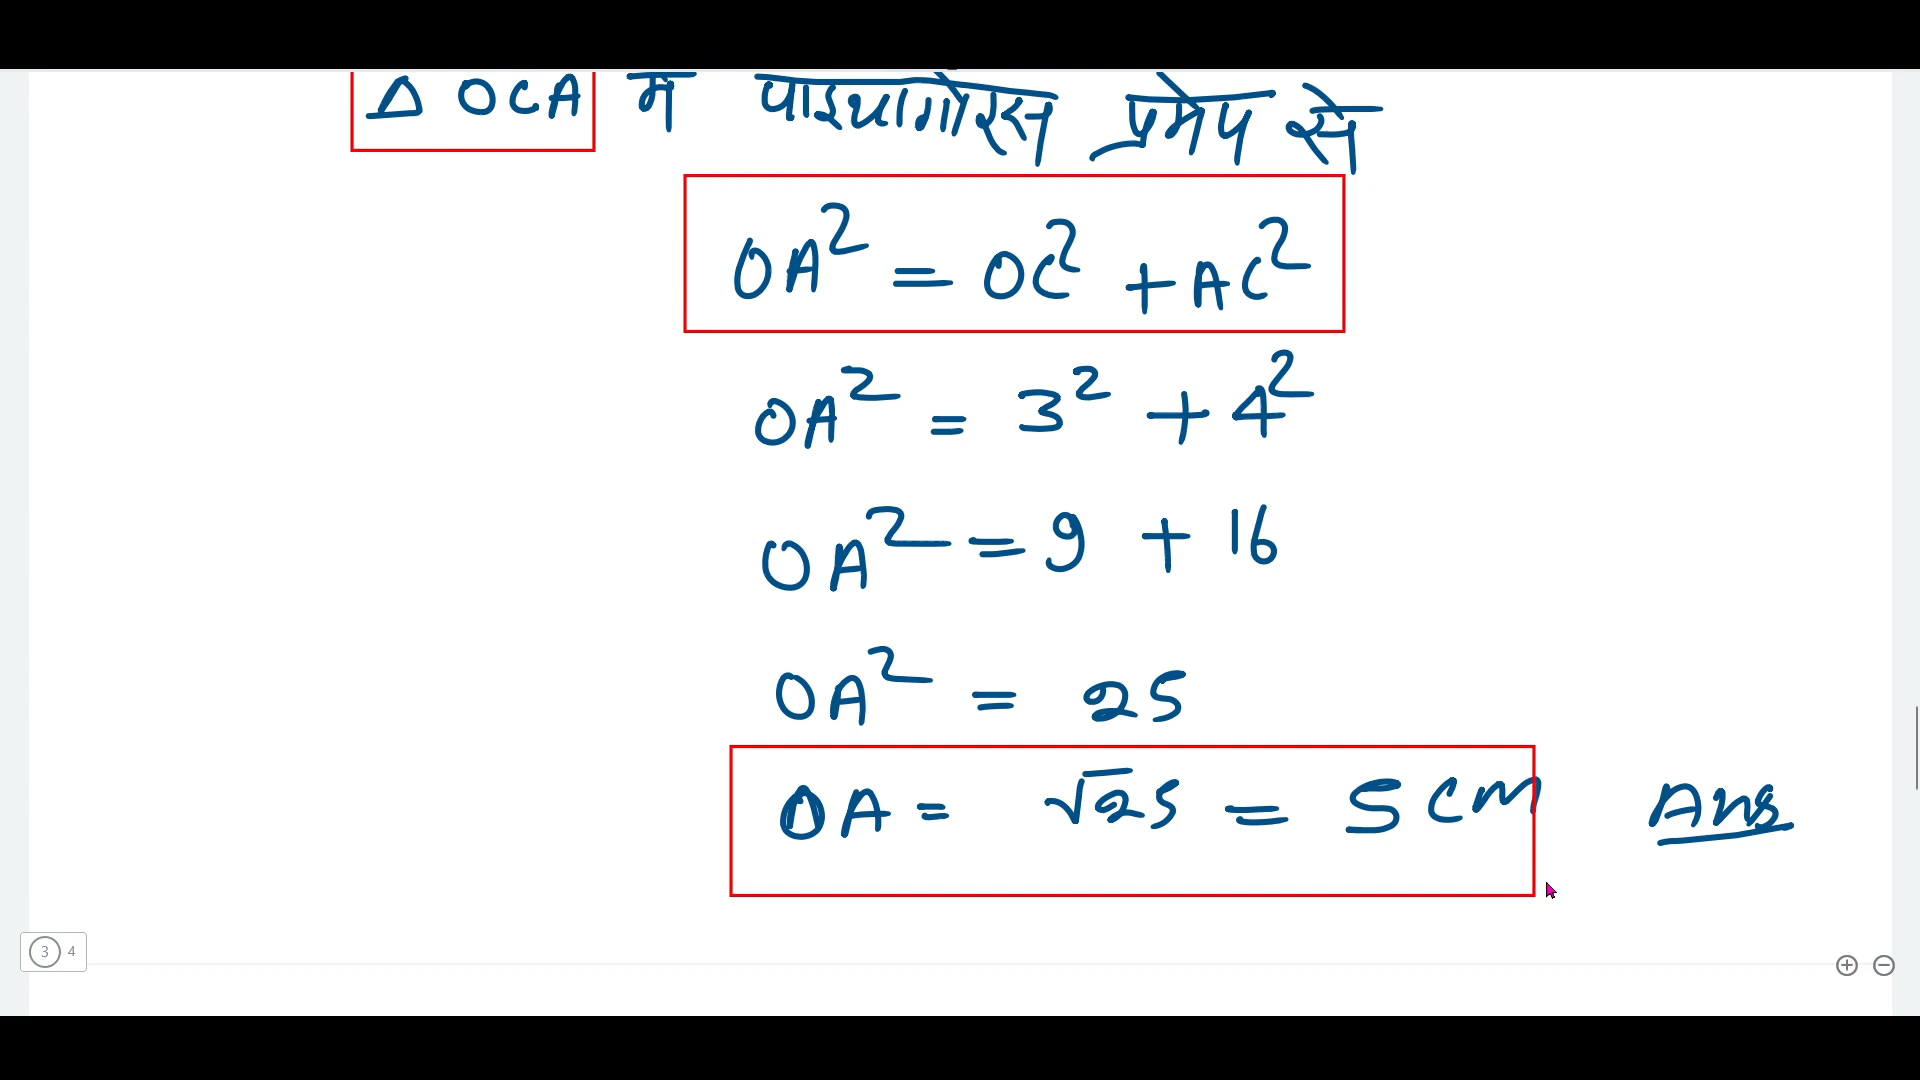 △ OCA में पाइथागोरस प्रमेय से
OA² = OC² + AC²
OA² = 3² + 4²
OA² = 9 + 16
OA² = 25
OA = √25 = 5 cm Ans
3 4